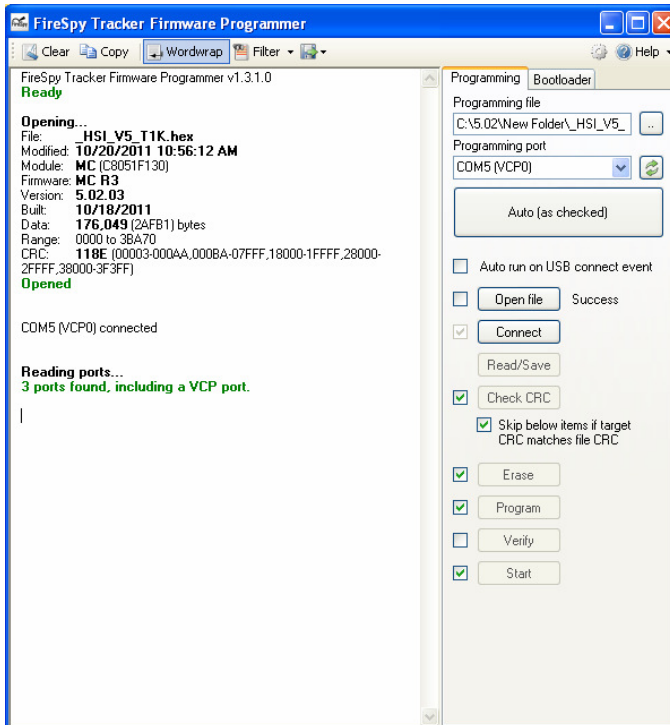 FireSpy Tracker Firmware Programmer
Clear Copy Wordwrap Filter Help
FireSpy Tracker Firmware Programmer v1.3.1.0
Ready
Opening...
File: _HSI_V5_T1K.hex
Modified: 10/20/2011 10:56:12 AM
Module: MC (C8051F130)
Firmware: MC R3
Version: 5.02.03
Built: 10/18/2011
Data: 176,049 (2AFB1) bytes
Range: 0000 to 3BA70
CRC: 118E (00003-000AA,000BA-07FFF,18000-1FFFF,28000-
2FFFF,38000-3F3FF)
Opened
COM5 (VCP0) connected
Reading ports...
3 ports found, including a VCP port.
Programming Bootloader
Programming file
C:\5.02\New Folder\_HSI_V5_ ..
Programming port
COM5 (VCP0)
Auto (as checked)
Auto run on USB connect event
Open file Success
Connect
Read/Save
Check CRC
Skip below items if target
CRC matches file CRC
Erase
Program
Verify
Start